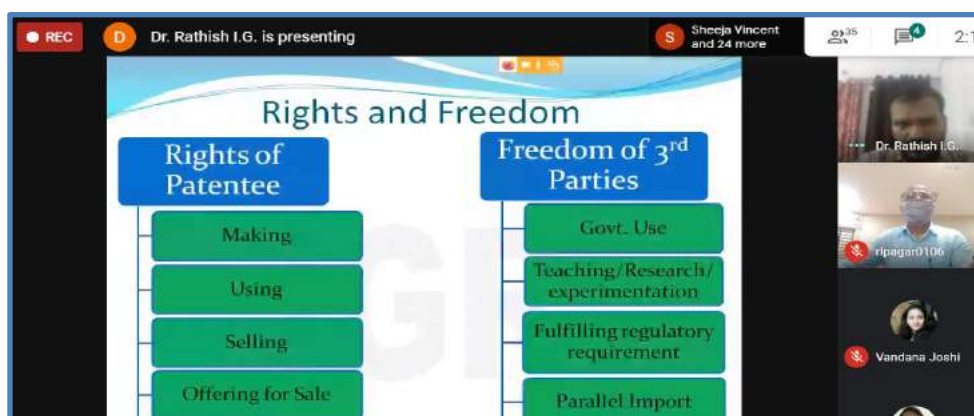 REC
D
Dr. Rathish I.G. is presenting
S
Sheeja Vincent
and 24 more
35
4
2:1
Rights and Freedom
Rights of
Patentee
Making
Using
Selling
Offering for Sale
Freedom of 3rd
Parties
Govt. Use
Teaching/Research/
experimentation
Fulfilling regulatory
requirement
Parallel Import
Dr. Rathish I.G.
rlpagar0106
Vandana Joshi